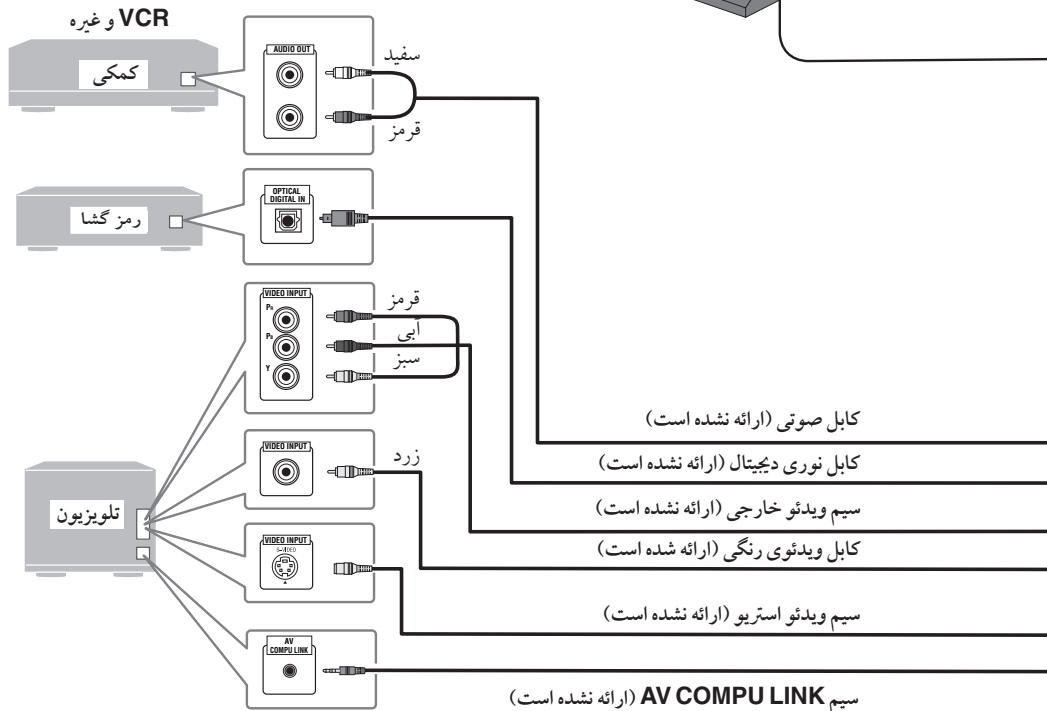 VCR و غیره
کمکی
AUDIO OUT
سفید
قرمز
رمز گشا
OPTICAL
DIGITAL IN
VIDEO INPUT
PR
PB
Y
قرمز
آبی
سبز
کابل صوتی (ارائه نشده است)
VIDEO INPUT
زرد
کابل نوری دیجیتال (ارائه نشده است)
تلویزیون
سیم ویدئو خارجی (ارائه نشده است)
VIDEO INPUT
S-VIDEO
کابل ویدئوی رنگی (ارائه شده است)
سیم ویدئو استریو (ارائه نشده است)
AV
COMPU LINK
سیم AV COMPU LINK (ارائه نشده است)